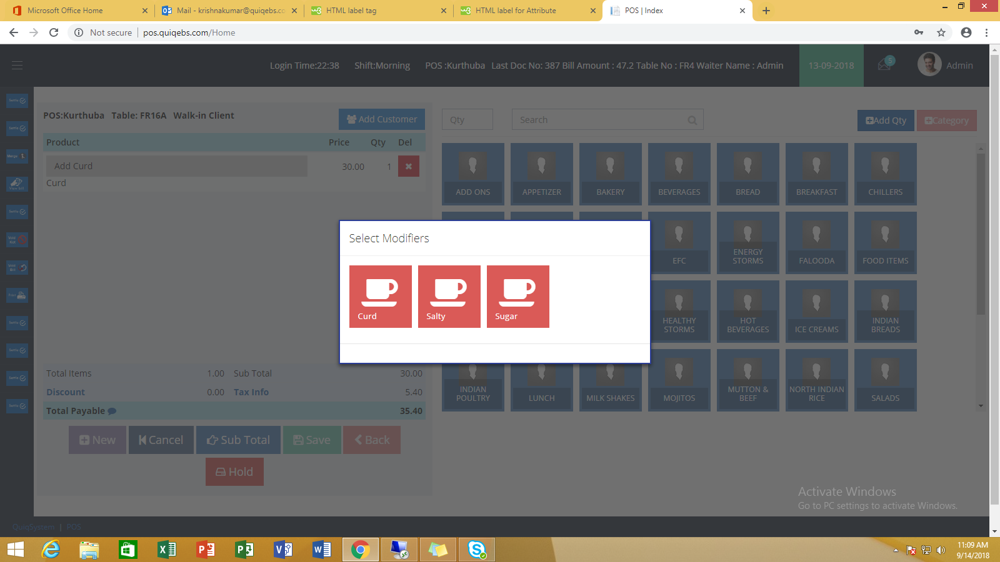 Microsoft Office Home
Mail - krishnakumar@quiqebs.co
HTML label tag
HTML label for Attribute
POS | Index
Not secure
pos.quiqebs.com/Home
Login Time:22:38 Shift:Morning POS :Kurthuba Last Doc No: 387 Bill Amount : 47.2 Table No : FR4 Waiter Name : Admin
13-09-2018
5
Admin
POS:Kurthuba Table: FR16A Walk-in Client
Add Customer
Qty
Search
Add Qty
Category
Product Price Qty Del
Add Curd 30.00 1
Curd
ADD ONS
APPETIZER
BAKERY
BEVERAGES
BREAD
BREAKFAST
CHILLERS
Select Modifiers
Curd
Salty
Sugar
EFC
ENERGY
STORMS
FALOODA
FOOD ITEMS
HEALTHY
STORMS
HOT
BEVERAGES
ICE CREAMS
INDIAN
BREADS
INDIAN
POULTRY
LUNCH
MILK SHAKES
MOJITOS
MUTTON &
BEEF
NORTH INDIAN
RICE
SALADS
Total Items 1.00 Sub Total 30.00
Discount 0.00 Tax Info 5.40
Total Payable 35.40
New
Cancel
Sub Total
Save
Back
Hold
Activate Windows
Go to PC settings to activate Windows.
QuiqSystem | POS
11:09 AM
9/14/2018